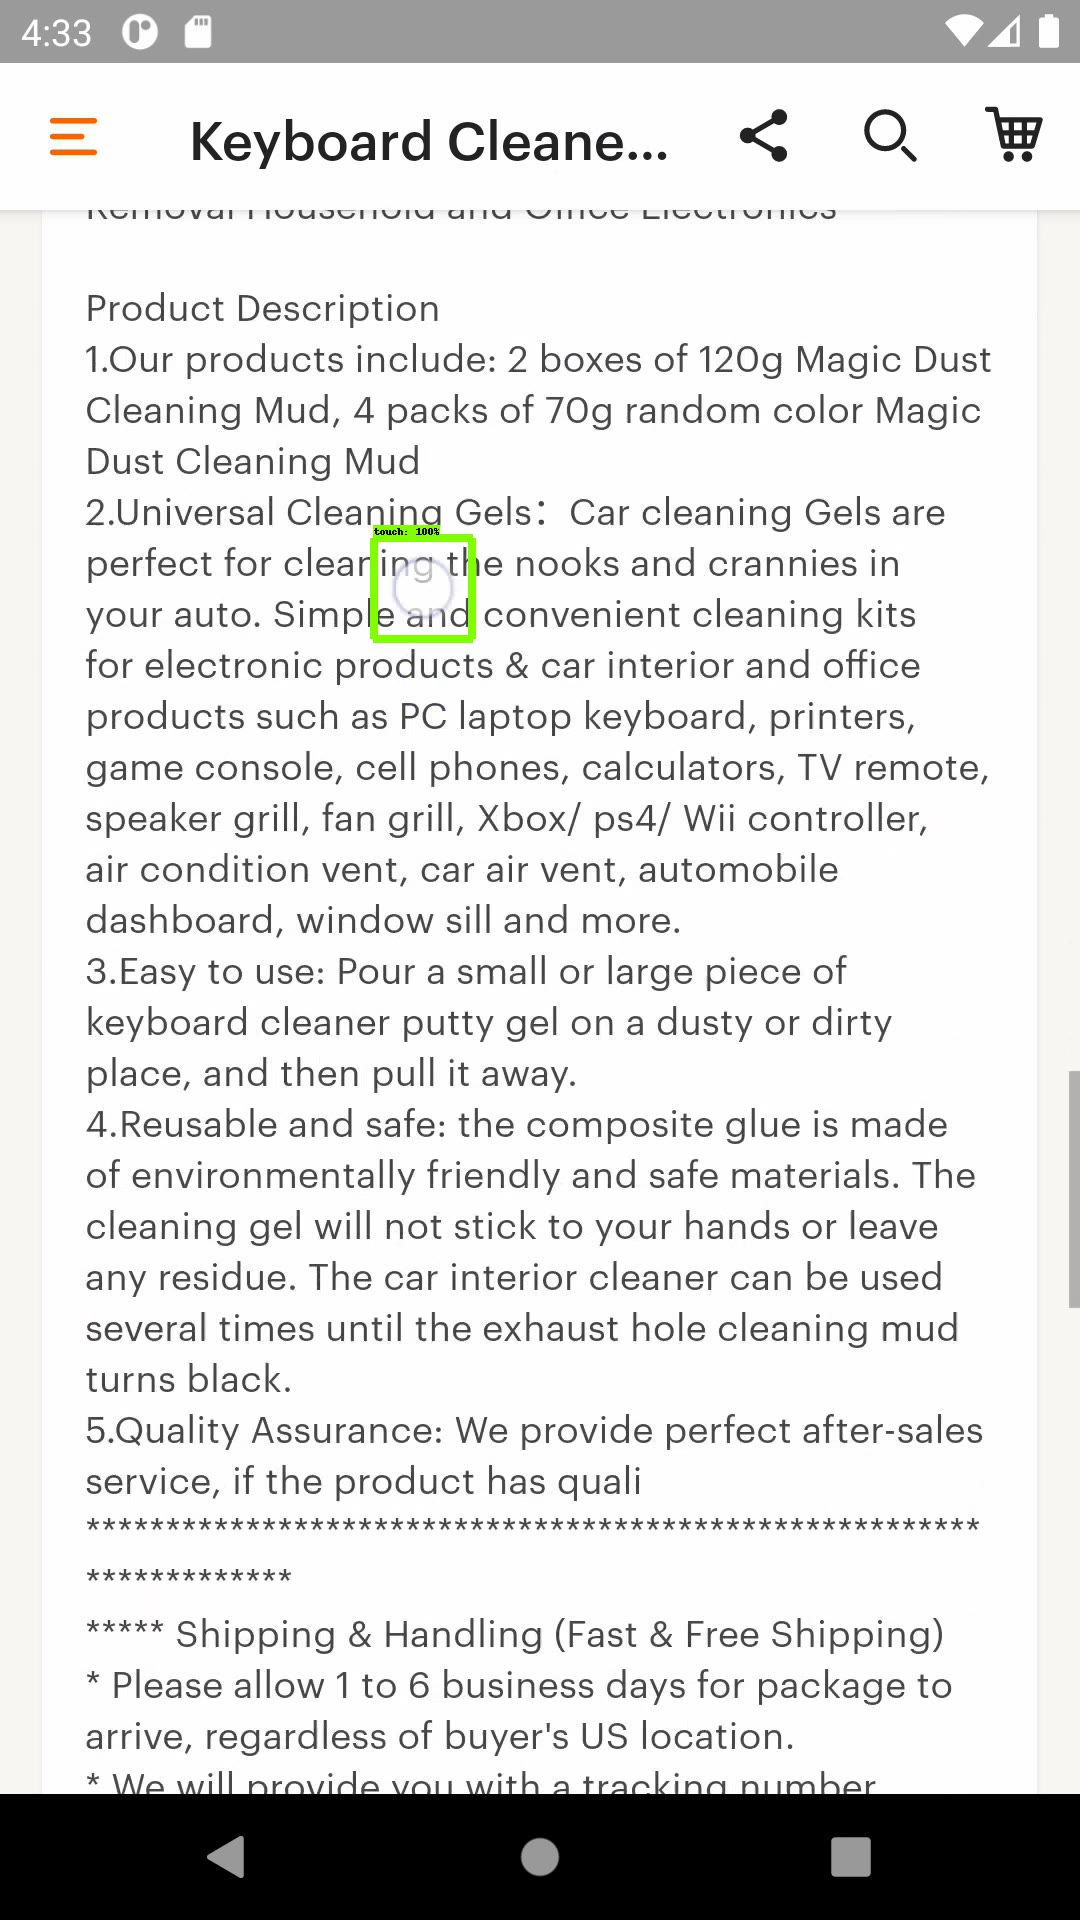 4:33
Keyboard Cleane...
Removal Household and Office Electronics
Product Description
1.Our products include: 2 boxes of 120g Magic Dust
Cleaning Mud, 4 packs of 70g random color Magic
Dust Cleaning Mud
2.Universal Cleaning Gels：Car cleaning Gels are
touch: 100%
perfect for cleaning the nooks and crannies in
your auto. Simple and convenient cleaning kits
for electronic products & car interior and office
products such as PC laptop keyboard, printers,
game console, cell phones, calculators, TV remote,
speaker grill, fan grill, Xbox/ ps4/ Wii controller,
air condition vent, car air vent, automobile
dashboard, window sill and more.
3.Easy to use: Pour a small or large piece of
keyboard cleaner putty gel on a dusty or dirty
place, and then pull it away.
4.Reusable and safe: the composite glue is made
of environmentally friendly and safe materials. The
cleaning gel will not stick to your hands or leave
any residue. The car interior cleaner can be used
several times until the exhaust hole cleaning mud
turns black.
5.Quality Assurance: We provide perfect after-sales
service, if the product has quali
********************************************************
*************
***** Shipping & Handling (Fast & Free Shipping)
* Please allow 1 to 6 business days for package to
arrive, regardless of buyer's US location.
* We will provide you with a tracking number